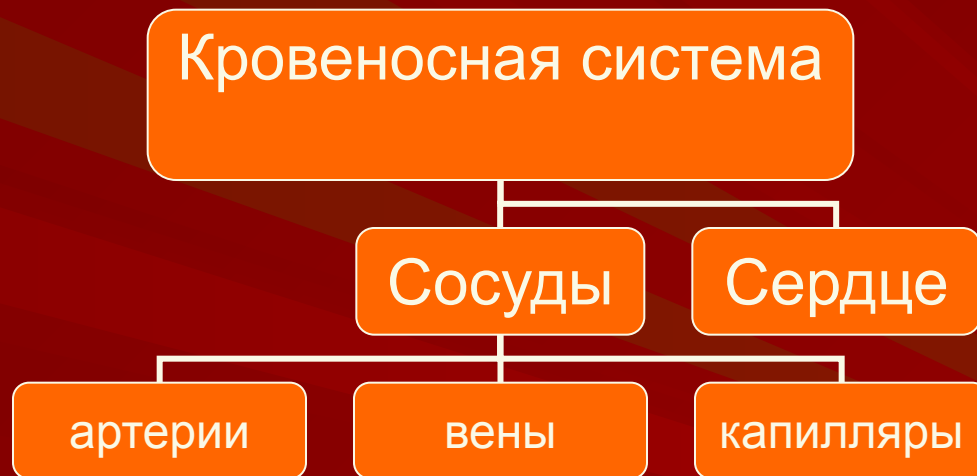 Кровеносная система
Сосуды
Сердце
артерии
вены
капилляры